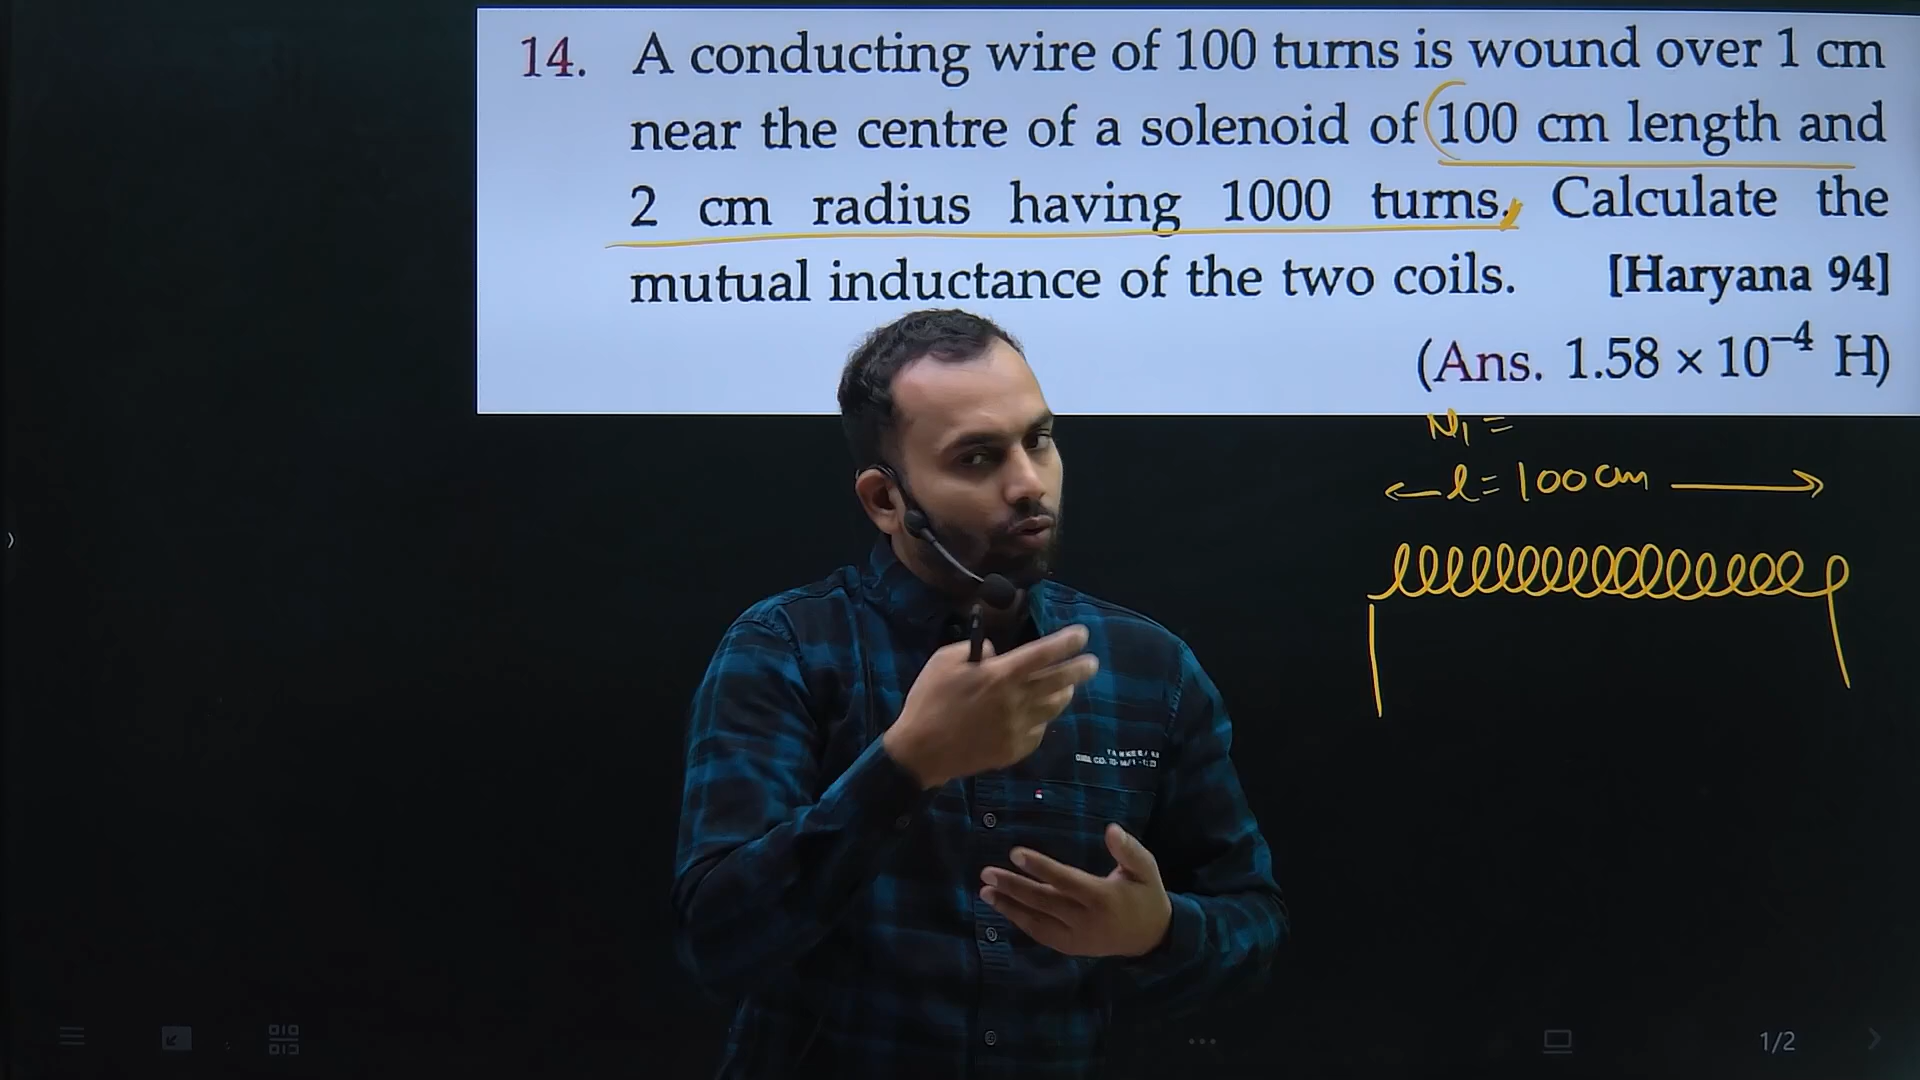 14. A conducting wire of 100 turns is wound over 1 cm
near the centre of a solenoid of 100 cm length and
2 cm radius having 1000 turns. Calculate the
mutual inductance of the two coils. [Haryana 94]
(Ans. 1.58 × 10⁻⁴ H)
N₁ =
l = 100 cm
1/2